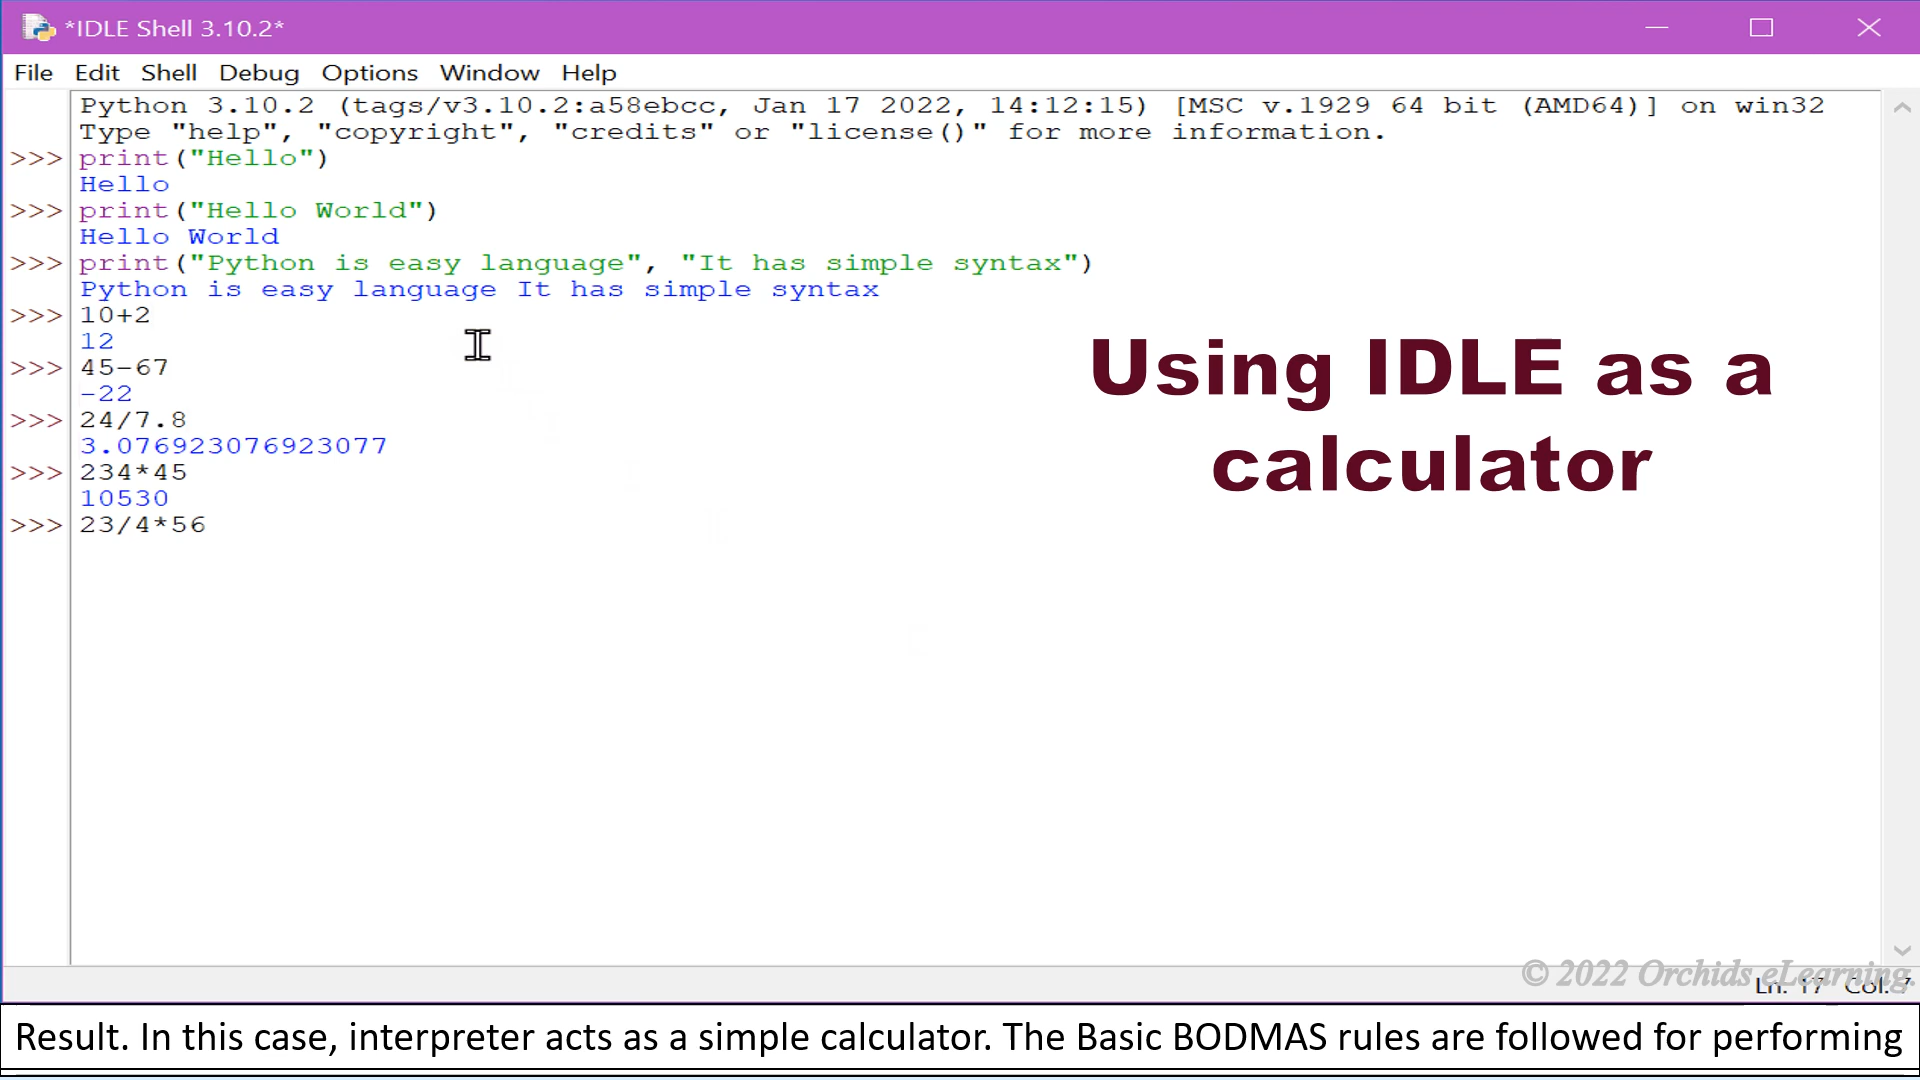 *IDLE Shell 3.10.2*
File Edit Shell Debug Options Window Help
Python 3.10.2 (tags/v3.10.2:a58ebcc, Jan 17 2022, 14:12:15) [MSC v.1929 64 bit (AMD64)] on win32
Type "help", "copyright", "credits" or "license()" for more information.
>>> print("Hello")
Hello
>>> print("Hello World")
Hello World
>>> print("Python is easy language", "It has simple syntax")
Python is easy language It has simple syntax
>>> 10+2
12
>>> 45-67
-22
>>> 24/7.8
3.076923076923077
>>> 234*45
10530
>>> 23/4*56
Using IDLE as a
calculator
© 2022 Orchids eLearning.
Ln: 17 Col: 7
Result. In this case, interpreter acts as a simple calculator. The Basic BODMAS rules are followed for performing